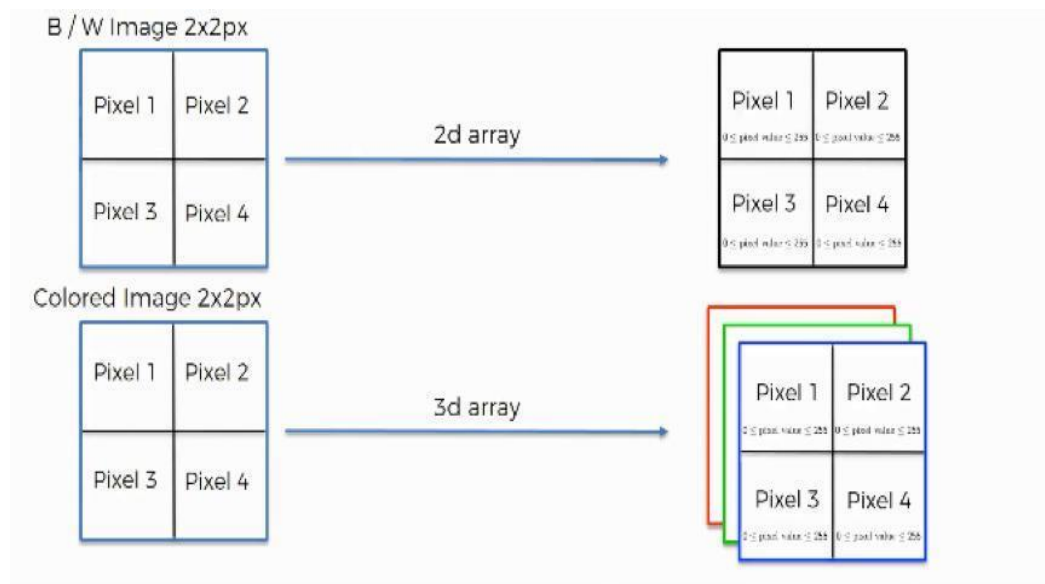 B / W Image 2x2px
Pixel 1 Pixel 2
Pixel 3 Pixel 4
2d array
Pixel 1 Pixel 2
0 ≤ pixel value ≤ 255 0 ≤ pixel value ≤ 255
Pixel 3 Pixel 4
0 ≤ pixel value ≤ 255 0 ≤ pixel value ≤ 255
Colored Image 2x2px
Pixel 1 Pixel 2
Pixel 3 Pixel 4
3d array
Pixel 1 Pixel 2
0 ≤ pixel value ≤ 255 0 ≤ pixel value ≤ 255
Pixel 3 Pixel 4
0 ≤ pixel value ≤ 255 0 ≤ pixel value ≤ 255